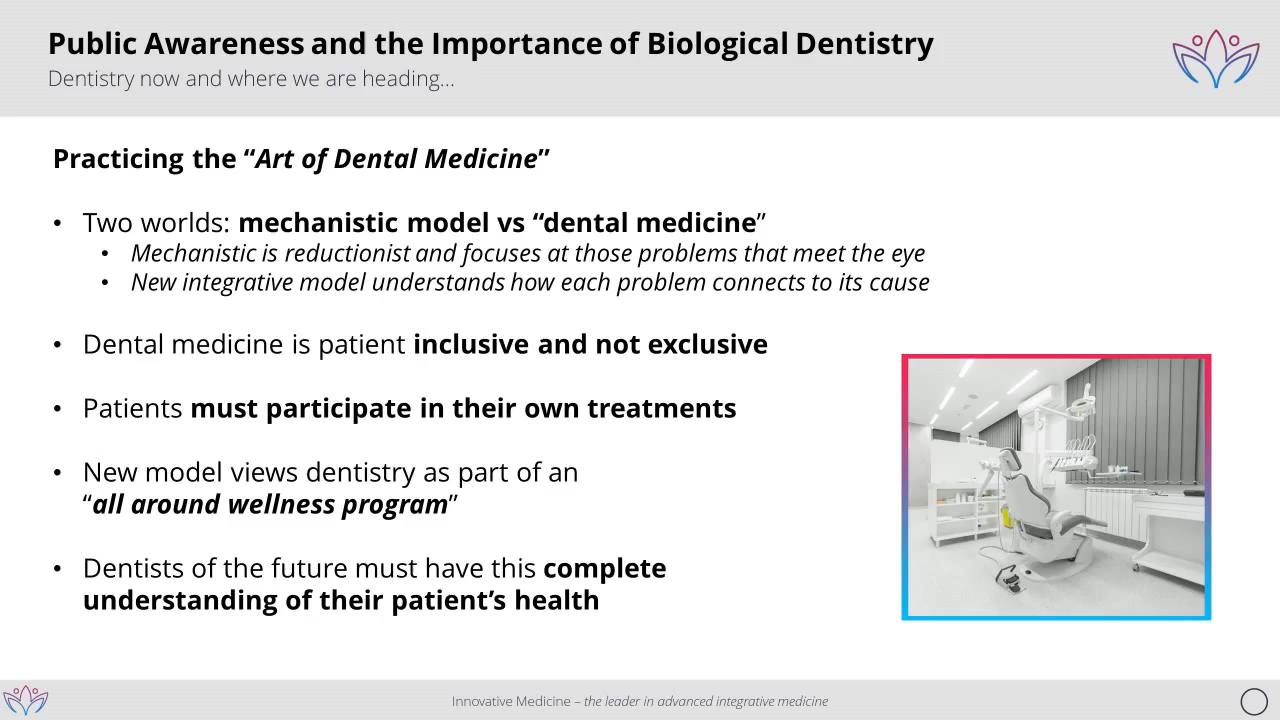 Public Awareness and the Importance of Biological Dentistry
Dentistry now and where we are heading...
Practicing the “Art of Dental Medicine”
• Two worlds: mechanistic model vs “dental medicine”
• Mechanistic is reductionist and focuses at those problems that meet the eye
• New integrative model understands how each problem connects to its cause
• Dental medicine is patient inclusive and not exclusive
• Patients must participate in their own treatments
• New model views dentistry as part of an
“all around wellness program”
• Dentists of the future must have this complete
understanding of their patient’s health
Innovative Medicine – the leader in advanced integrative medicine